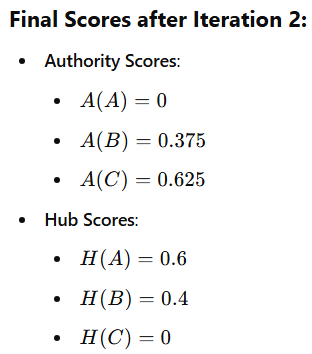 Final Scores after Iteration 2:
• Authority Scores:
• A(A) = 0
• A(B) = 0.375
• A(C) = 0.625
• Hub Scores:
• H(A) = 0.6
• H(B) = 0.4
• H(C) = 0